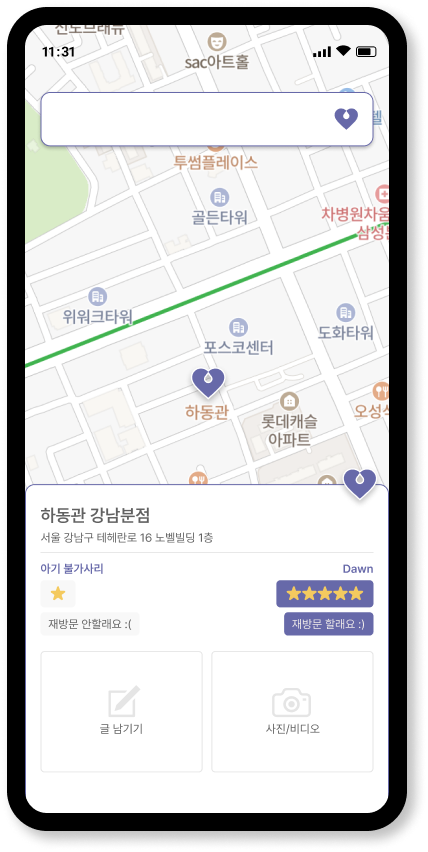 신도브래뉴
11:31
sac아트홀
텔
투썸플레이스
골든타워
차병원차움
삼성분
위워크타워
포스코센터
도화타워
하동관
롯데캐슬
아파트
오성식
하동관 강남분점
서울 강남구 테헤란로 16 노벨빌딩 1층
아기 불가사리
Dawn
재방문 안할래요 :(
재방문 할래요 :)
글 남기기
사진/비디오